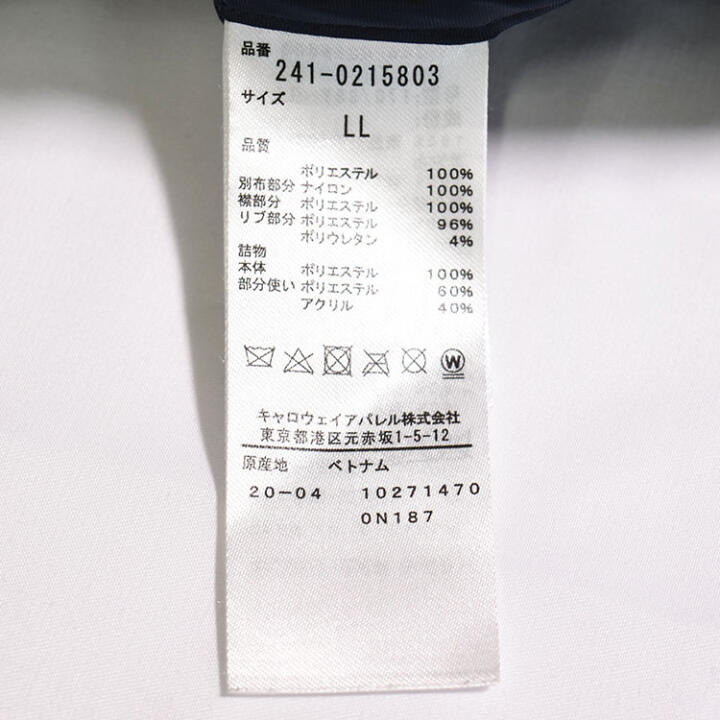 品番
241-0215803
サイズ
LL
品質
ポリエステル 100%
別布部分 ナイロン 100%
襟部分 ポリエステル 100%
リブ部分 ポリエステル 96%
ポリウレタン 4%
詰物
本体 ポリエステル 100%
部分使い ポリエステル 60%
アクリル 40%
W
キャロウェイアパレル株式会社
東京都港区元赤坂1-5-12
原産地 ベトナム
20-04 10271470
0N187